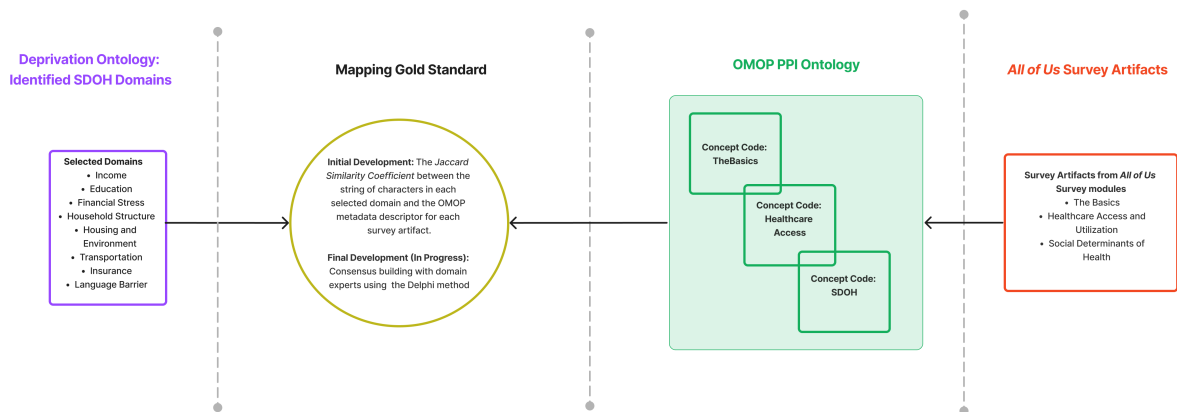 Deprivation Ontology:
Identified SDOH Domains
Selected Domains
• Income
• Education
• Financial Stress
• Household Structure
• Housing and
Environment
• Transportation
• Insurance
• Language Barrier
Mapping Gold Standard
Initial Development: The Jaccard
Similarity Coefficient between the
string of characters in each
selected domain and the OMOP
metadata descriptor for each
survey artifact.
Final Development (In Progress):
Consensus building with domain
experts using the Delphi method
OMOP PPI Ontology
Concept Code:
TheBasics
Concept Code:
Healthcare
Access
Concept Code:
SDOH
All of Us Survey Artifacts
Survey Artifacts from All of Us
Survey modules
• The Basics
• Healthcare Access and
Utilization
• Social Determinants of
Health